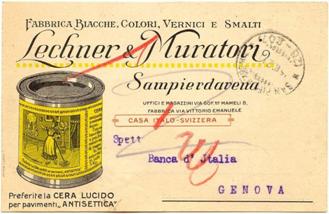 FABBRICA BIACCHE, COLORI, VERNICI E SMALTI
Lechner & Muratori
Sampierdarena
UFFICI E MAGAZZINI VIA GOF.º MAMELI 8.
FABBRICA VIA VITTORIO EMANUELE
CASA ITALO-SVIZZERA
Spett
Banca d'Italia
GENOVA
Preferite la CERA LUCIDO
per pavimenti "ANTISETTICA"